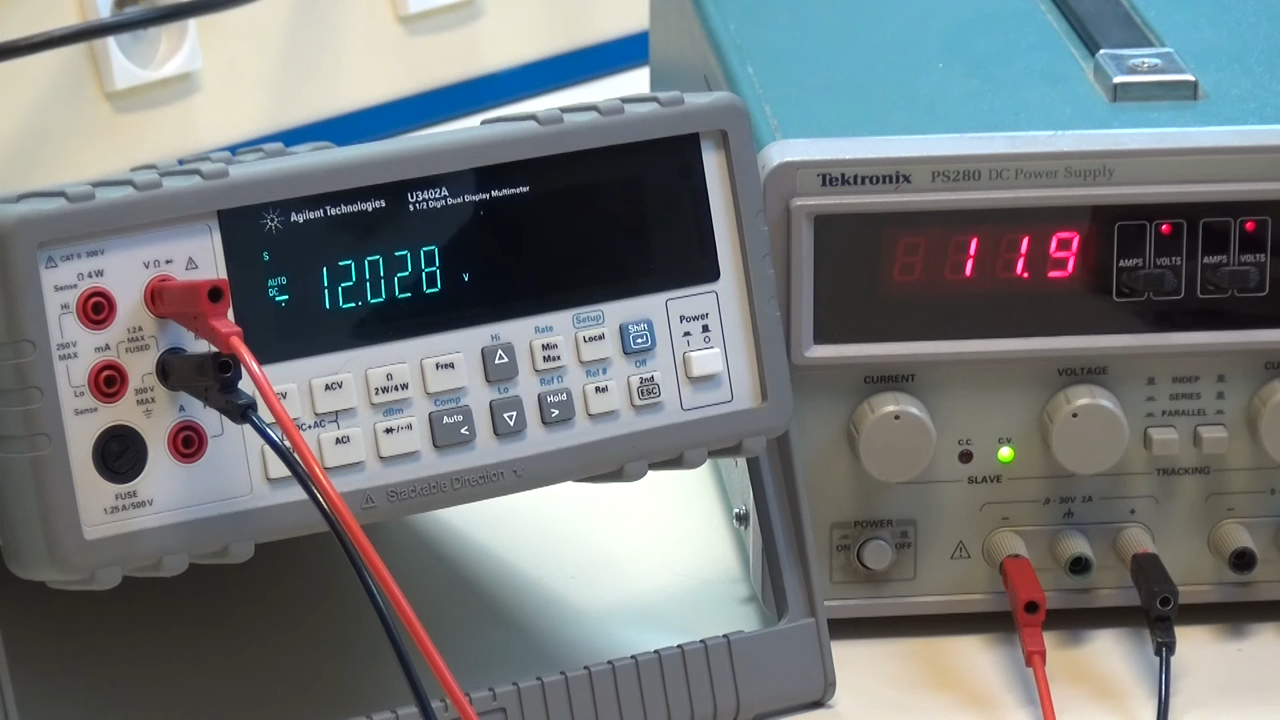 Agilent Technologies
U3402A
5 1/2 Digit Dual Display Multimeter
S
AUTO
DC
12.028 V
CAT II 300V
Ω 4W
Sense
Hi
250V
MAX
Lo
Sense
mA
V Ω
1.2A
MAX
FUSED
300V
MAX
A
FUSE
1.25A/500V
ACV
ACI
DC+AC
Ω
2W/4W
dBm
Freq
Comp
Auto
<
Hi
Lo
Rate
Min
Max
Ref Ω
Hold
>
Setup
Local
Rel #
Rel
Shift
Off
2nd
ESC
Power
I O
Stackable Direction
Tektronix PS280 DC Power Supply
11.9
AMPS VOLTS
AMPS VOLTS
CURRENT
VOLTAGE
INDEP
SERIES
PARALLEL
TRACKING
C.C.
C.V.
SLAVE
0 - 30V 2A
− +
POWER
ON OFF
−